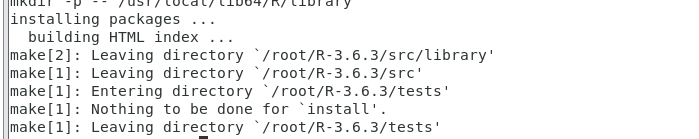 mkdir -p -- /usr/local/lib64/R/library
installing packages ...
  building HTML index ...
make[2]: Leaving directory `/root/R-3.6.3/src/library'
make[1]: Leaving directory `/root/R-3.6.3/src'
make[1]: Entering directory `/root/R-3.6.3/tests'
make[1]: Nothing to be done for `install'.
make[1]: Leaving directory `/root/R-3.6.3/tests'